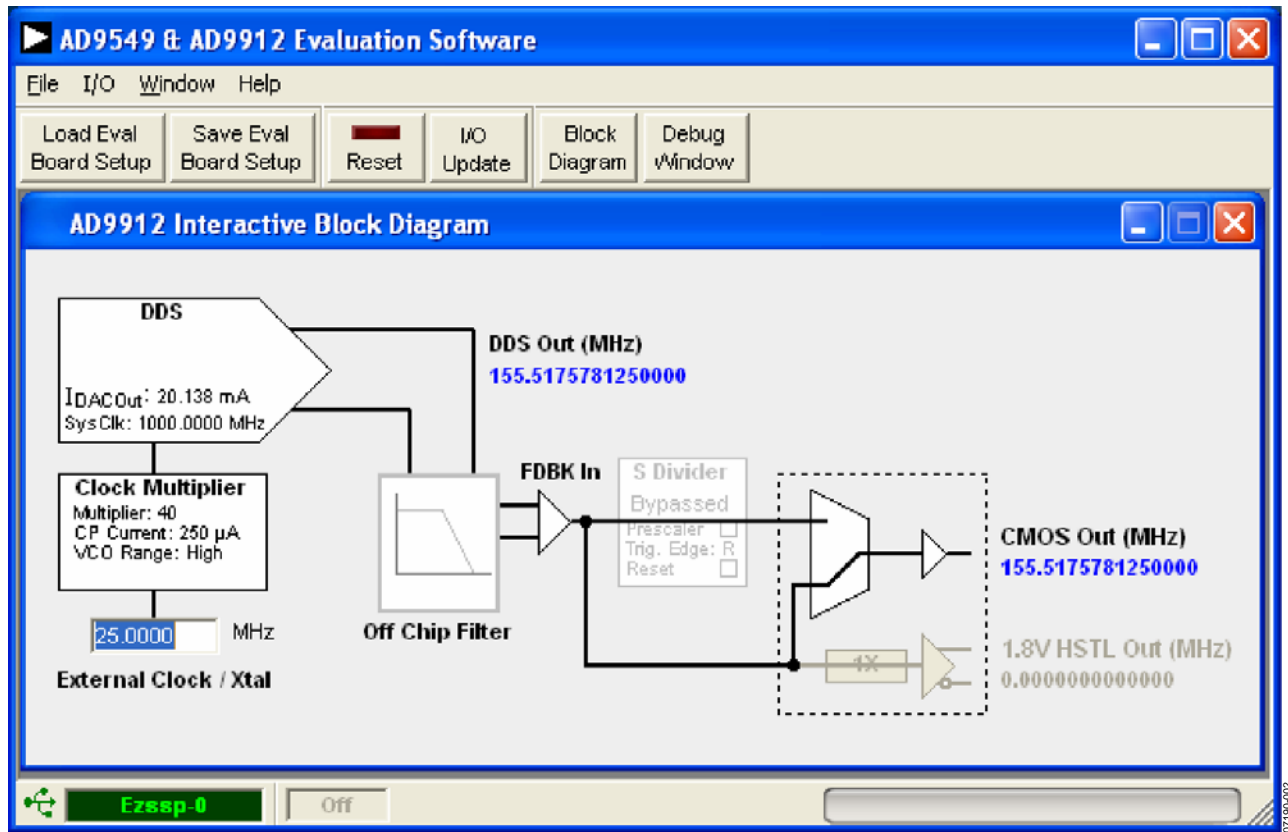 AD9549 & AD9912 Evaluation Software
File I/O Window Help
Load Eval Board Setup
Save Eval Board Setup
Reset
I/O Update
Block Diagram
Debug Window
AD9912 Interactive Block Diagram
DDS
IDACOut: 20.138 mA
SysClk: 1000.0000 MHz
DDS Out (MHz)
155.5175781250000
Clock Multiplier
Multiplier: 40
CP Current: 250 µA
VCO Range: High
25.0000 MHz
External Clock / Xtal
Off Chip Filter
FDBK In
S Divider
Bypassed
Prescaler
Trig. Edge: R
Reset
CMOS Out (MHz)
155.5175781250000
1X
1.8V HSTL Out (MHz)
0.0000000000000
Ezssp-0
Off